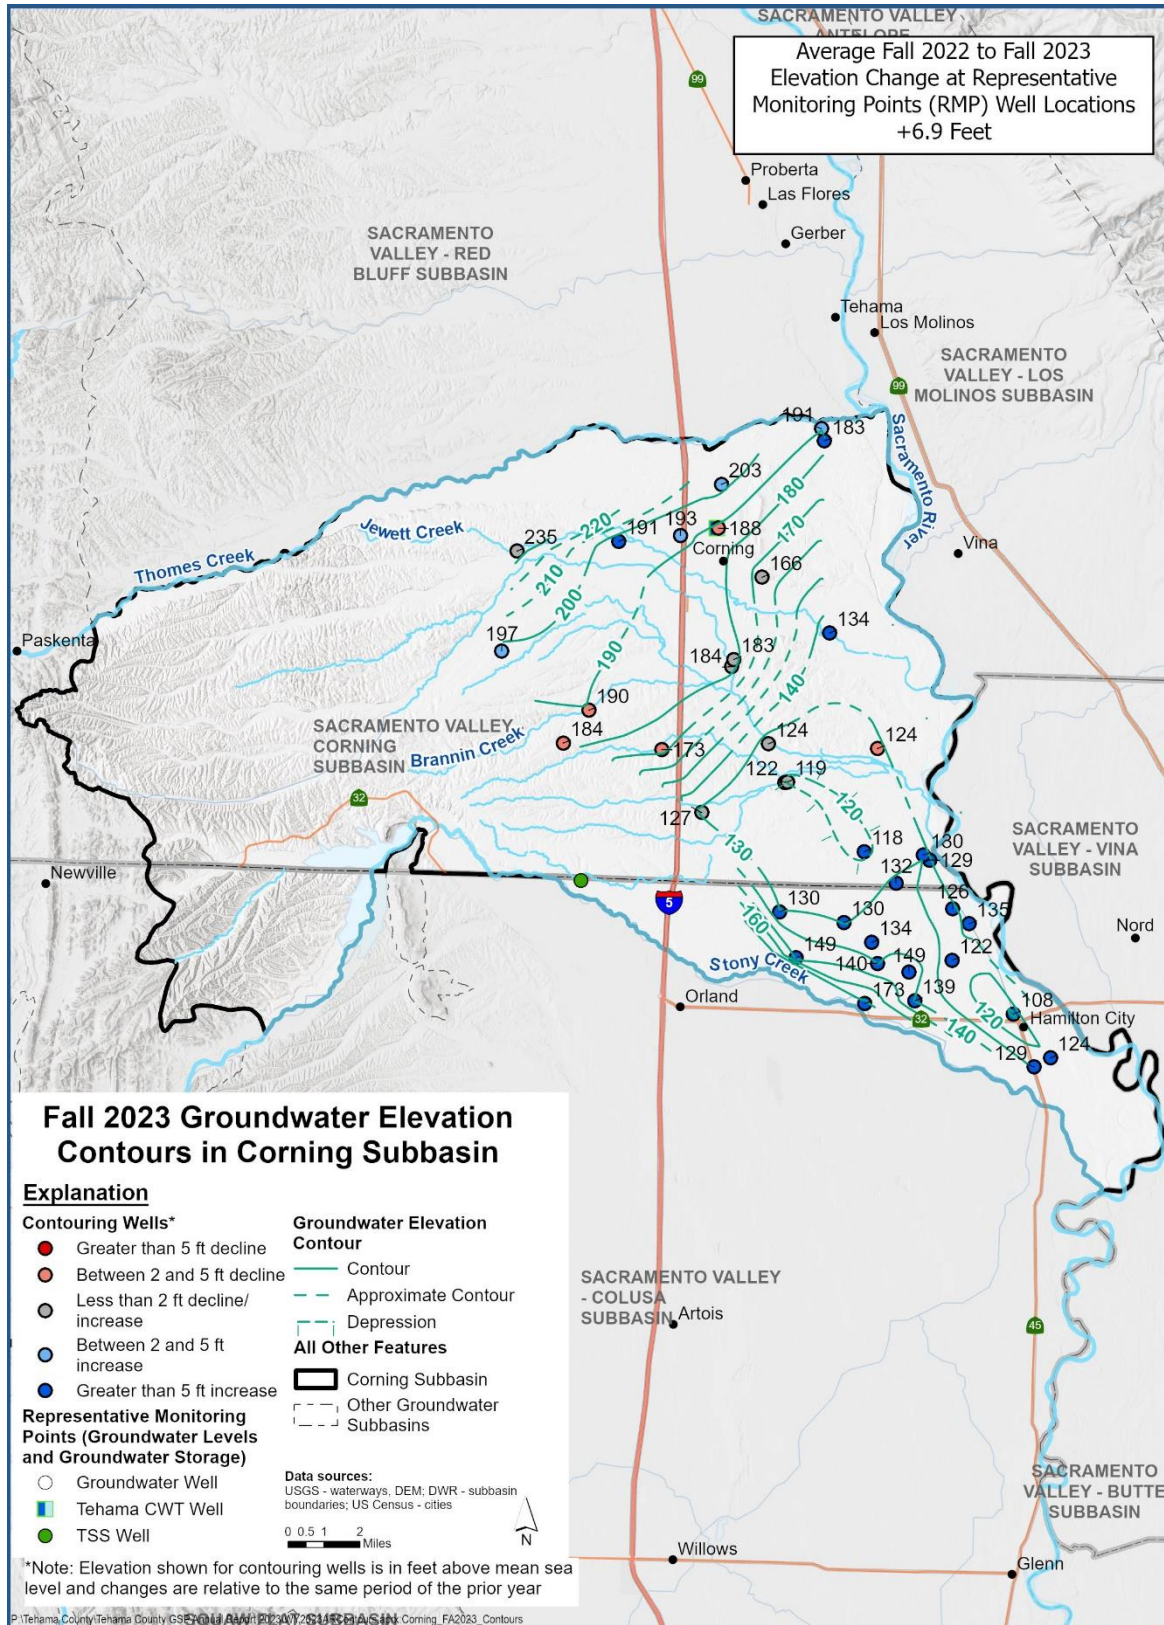 SACRAMENTO VALLEY
ANTELOPE
Average Fall 2022 to Fall 2023
Elevation Change at Representative
Monitoring Points (RMP) Well Locations
+6.9 Feet
99
Proberta
Las Flores
Gerber
SACRAMENTO
VALLEY - RED
BLUFF SUBBASIN
Tehama
Los Molinos
SACRAMENTO
VALLEY - LOS
MOLINOS SUBBASIN
99
191
183
Sacramento River
203
180
220
193
188
170
Jewett Creek
235
191
Corning
Vina
Thomes Creek
210
200
166
197
134
Paskenta
190
184
183
140
190
SACRAMENTO VALLEY
CORNING
SUBBASIN
184
Brannin Creek
173
124
124
122
119
120
32
127
118
130
129
SACRAMENTO
VALLEY - VINA
SUBBASIN
130
132
Newville
5
126
135
130
130
134
160
149
140
149
122
Nord
Stony Creek
173
139
108
Orland
32
120
Hamilton City
140
129
124
Fall 2023 Groundwater Elevation
Contours in Corning Subbasin
Explanation
Contouring Wells*
Greater than 5 ft decline
Between 2 and 5 ft decline
Less than 2 ft decline/
increase
Between 2 and 5 ft
increase
Greater than 5 ft increase
Representative Monitoring
Points (Groundwater Levels
and Groundwater Storage)
Groundwater Well
Tehama CWT Well
TSS Well
Groundwater Elevation
Contour
Contour
Approximate Contour
Depression
All Other Features
Corning Subbasin
Other Groundwater
Subbasins
Data sources:
USGS - waterways, DEM; DWR - subbasin
boundaries; US Census - cities
0 0.5 1 2
Miles
N
*Note: Elevation shown for contouring wells is in feet above mean sea
level and changes are relative to the same period of the prior year
SACRAMENTO VALLEY
- COLUSA
SUBBASIN
Artois
45
SACRAMENTO
VALLEY - BUTTE
SUBBASIN
Willows
Glenn